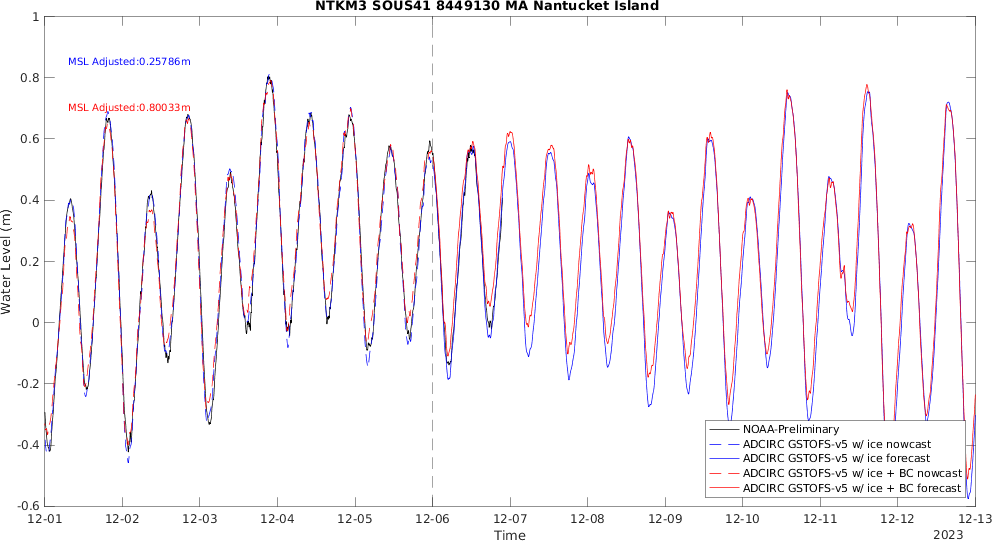 NTKM3 SOUS41 8449130 MA Nantucket Island
MSL Adjusted:0.25786m
MSL Adjusted:0.80033m
Water Level (m)
1
0.8
0.6
0.4
0.2
0
-0.2
-0.4
-0.6
NOAA-Preliminary
ADCIRC GSTOFS-v5 w/ ice nowcast
ADCIRC GSTOFS-v5 w/ ice forecast
ADCIRC GSTOFS-v5 w/ ice + BC nowcast
ADCIRC GSTOFS-v5 w/ ice + BC forecast
12-01 12-02 12-03 12-04 12-05 12-06 12-07 12-08 12-09 12-10 12-11 12-12 12-13
Time
2023